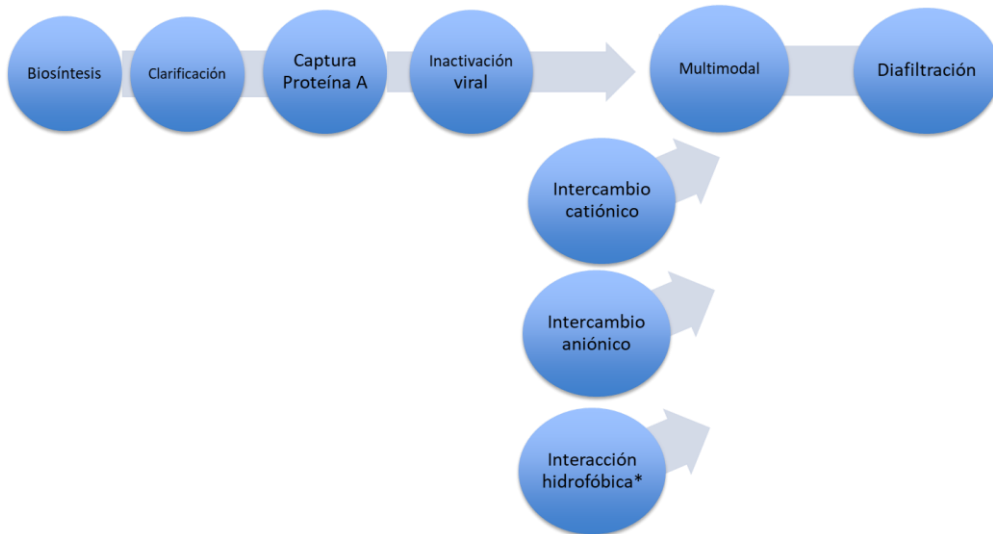 Biosíntesis
Clarificación
Captura
Proteína A
Inactivación
viral
Multimodal
Diafiltración
Intercambio
catiónico
Intercambio
aniónico
Interacción
hidrofóbica*